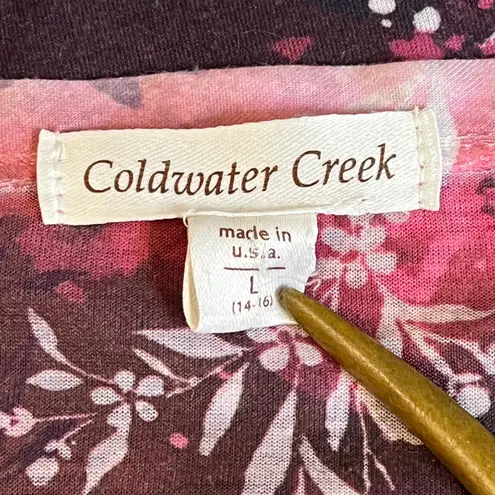 Coldwater Creek
made in
u.s.a.
L
(14-16)